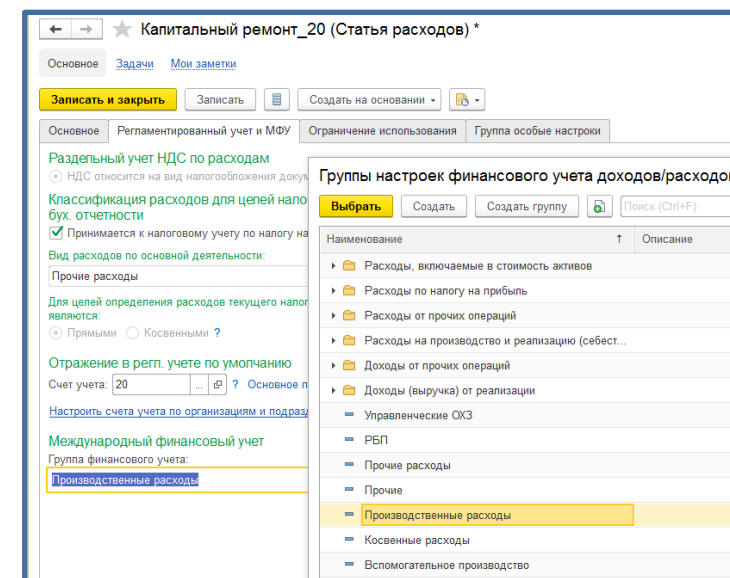 Капитальный ремонт_20 (Статья расходов) *
Основное Задачи Мои заметки
Записать и закрыть Записать Создать на основании
Основное Регламентированный учет и МФУ Ограничение использования Группа особые настроки
Раздельный учет НДС по расходам
НДС относится на вид налогообложения докум
Классификация расходов для целей нало
бух. отчетности
Принимается к налоговому учету по налогу на
Вид расходов по основной деятельности:
Прочие расходы
Для целей определения расходов текущего налог
являются:
Прямыми Косвенными ?
Отражение в регл. учете по умолчанию
Счет учета: 20 ... ? Основное п
Настроить счета учета по организациям и подразд
Международный финансовый учет
Группа финансового учета:
Производственные расходы
Группы настроек финансового учета доходов/расходов
Выбрать Создать Создать группу Поиск (Ctrl+F)
Наименование ↑ Описание
Расходы, включаемые в стоимость активов
Расходы по налогу на прибыль
Расходы от прочих операций
Расходы на производство и реализацию (себест...
Доходы от прочих операций
Доходы (выручка) от реализации
Управленческие ОХЗ
РБП
Прочие расходы
Прочие
Производственные расходы
Косвенные расходы
Вспомогательное производство